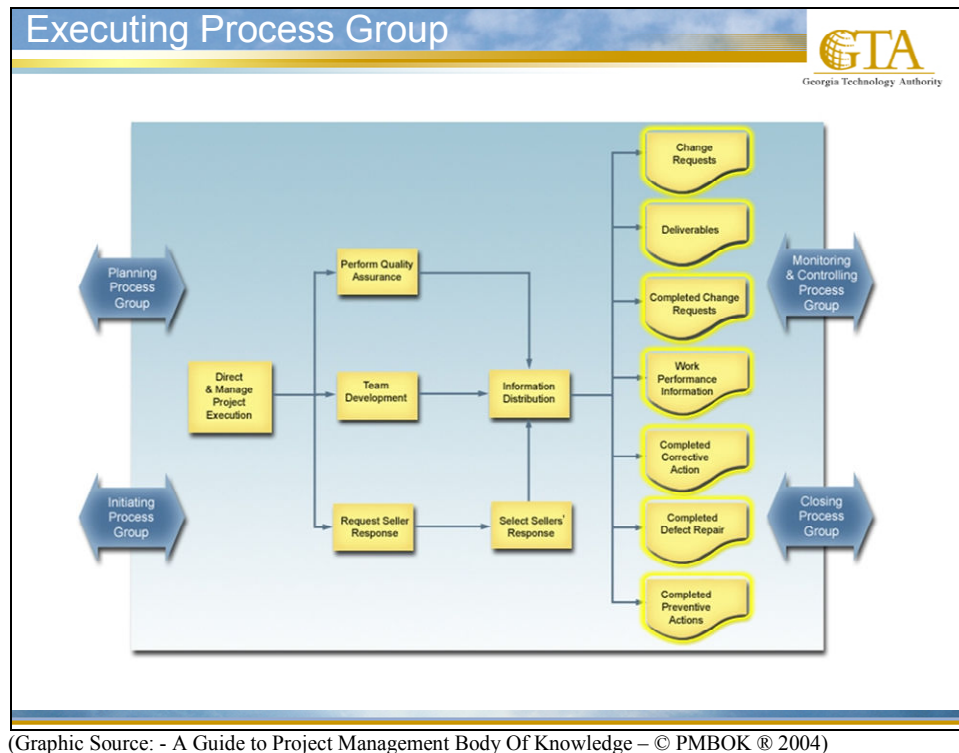 Executing Process Group
GTA
Georgia Technology Authority
Change
Requests
Deliverables
Planning
Process
Group
Perform Quality
Assurance
Monitoring
& Controlling
Process
Group
Completed Change
Requests
Direct
& Manage
Project
Execution
Team
Development
Information
Distribution
Work
Performance
Information
Completed
Corrective
Action
Initiating
Process
Group
Request Seller
Response
Select Sellers'
Response
Completed
Defect Repair
Closing
Process
Group
Completed
Preventive
Actions
(Graphic Source: - A Guide to Project Management Body Of Knowledge – © PMBOK ® 2004)